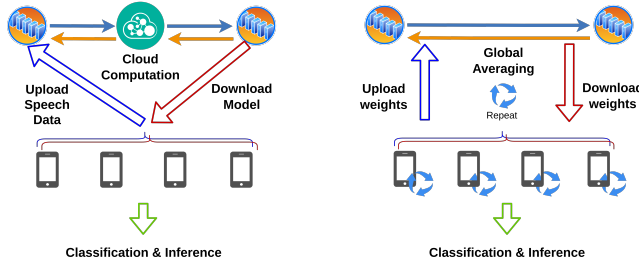 Cloud
Computation
Upload
Speech
Data
Download
Model
Classification & Inference
Global
Averaging
Upload
weights
Repeat
Download
weights
Classification & Inference